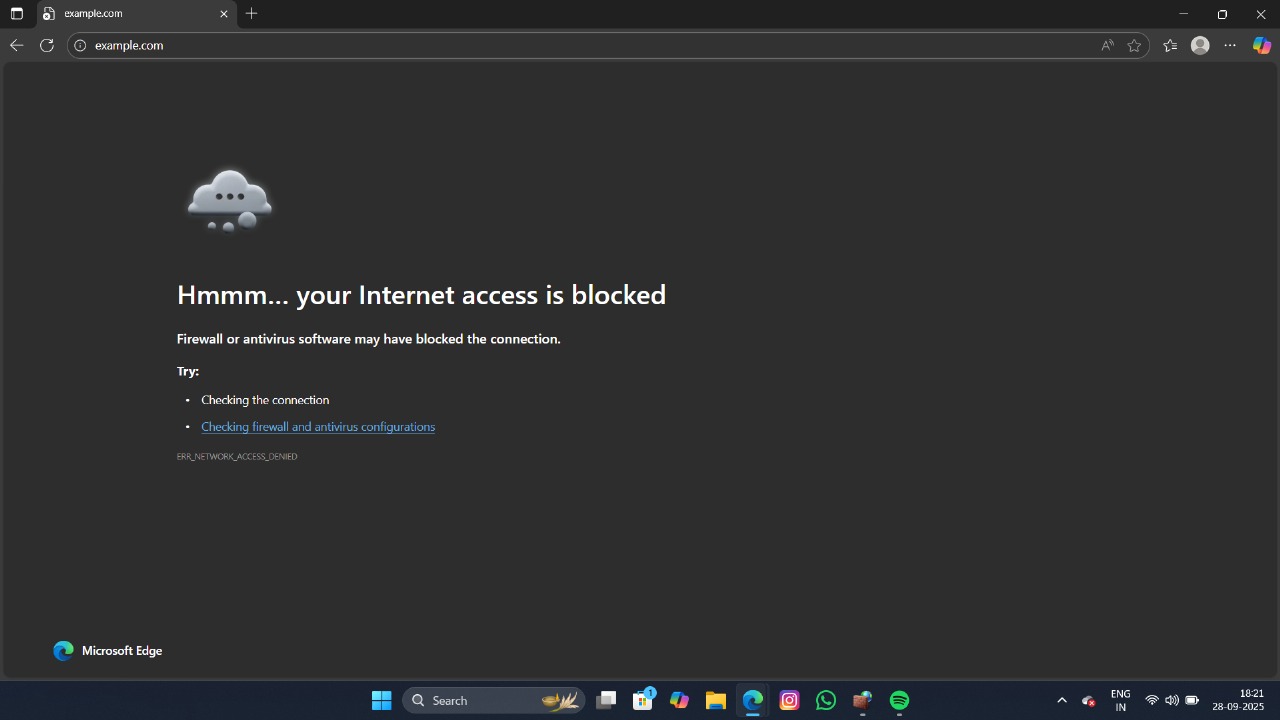 example.com
example.com
Hmmm... your Internet access is blocked
Firewall or antivirus software may have blocked the connection.
Try:
• Checking the connection
• Checking firewall and antivirus configurations
ERR_NETWORK_ACCESS_DENIED
Microsoft Edge
Search
1
ENG
IN
18:21
28-09-2025